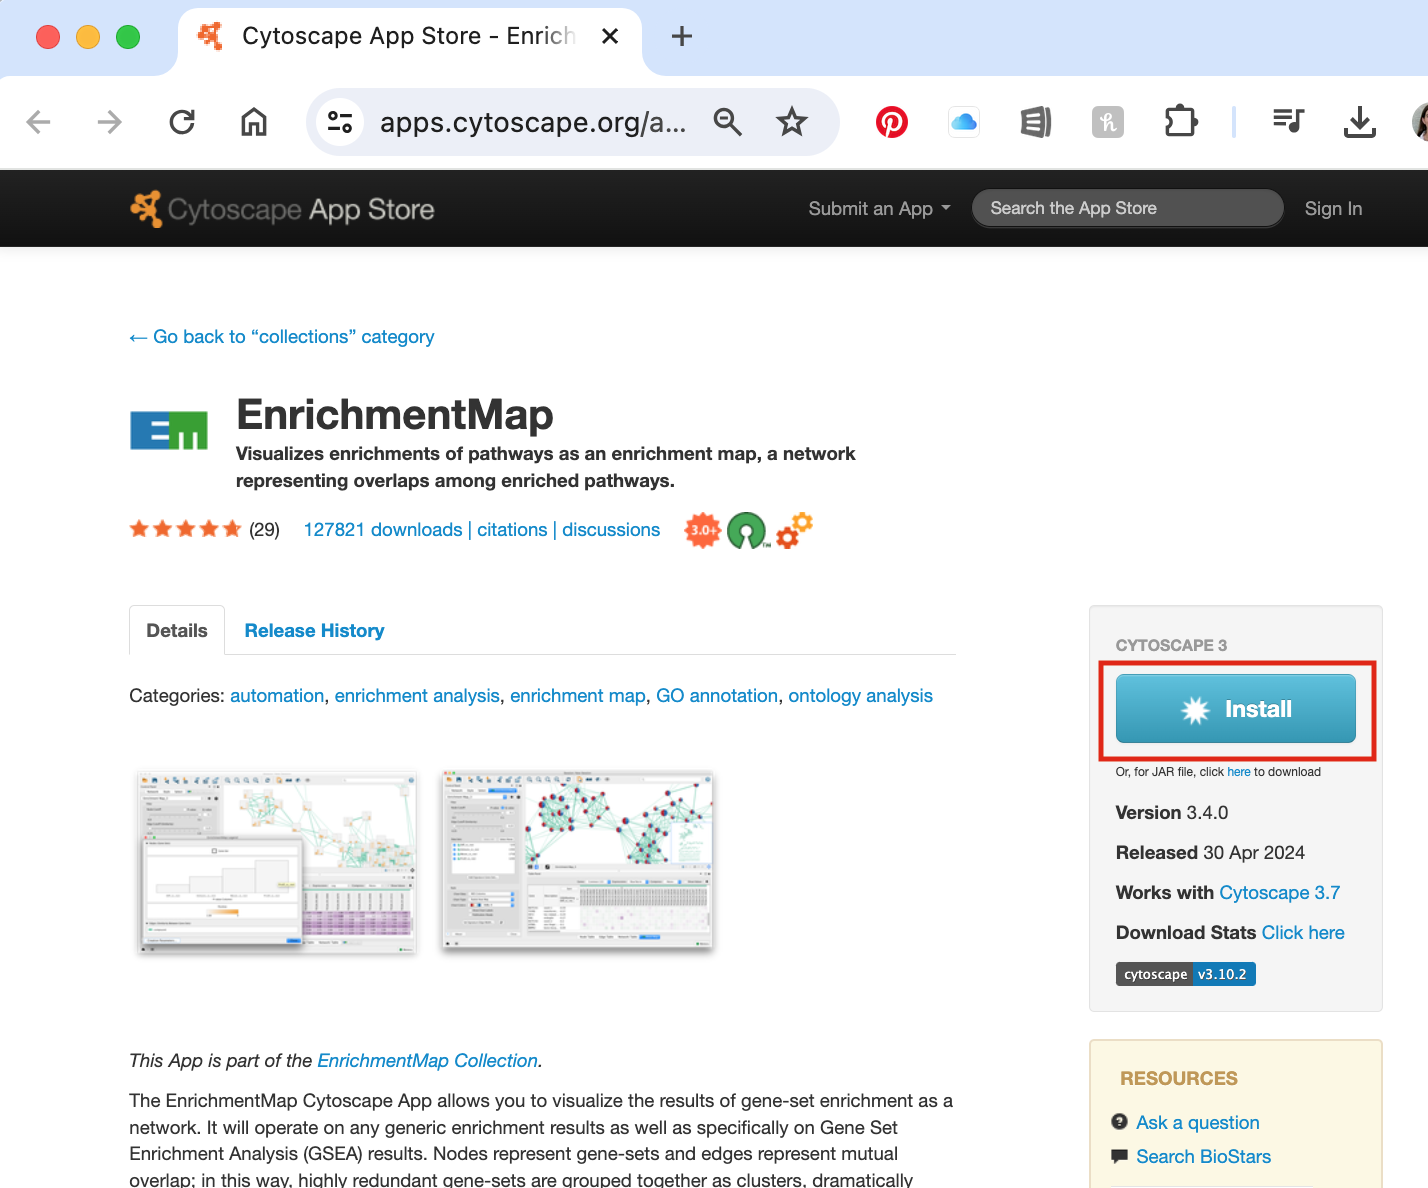 Cytoscape App Store - Enrich
apps.cytoscape.org/a...
Cytoscape App Store
Submit an App
Search the App Store
Sign In
← Go back to “collections” category
EnrichmentMap
Visualizes enrichments of pathways as an enrichment map, a network
representing overlaps among enriched pathways.
(29) 127821 downloads | citations | discussions
3.0+
TM
Details
Release History
CYTOSCAPE 3
Install
Or, for JAR file, click here to download
Version 3.4.0
Released 30 Apr 2024
Works with Cytoscape 3.7
Download Stats Click here
cytoscape v3.10.2
Categories: automation, enrichment analysis, enrichment map, GO annotation, ontology analysis
This App is part of the EnrichmentMap Collection.
The EnrichmentMap Cytoscape App allows you to visualize the results of gene-set enrichment as a
network. It will operate on any generic enrichment results as well as specifically on Gene Set
Enrichment Analysis (GSEA) results. Nodes represent gene-sets and edges represent mutual
overlap; in this way, highly redundant gene-sets are grouped together as clusters, dramatically
RESOURCES
Ask a question
Search BioStars